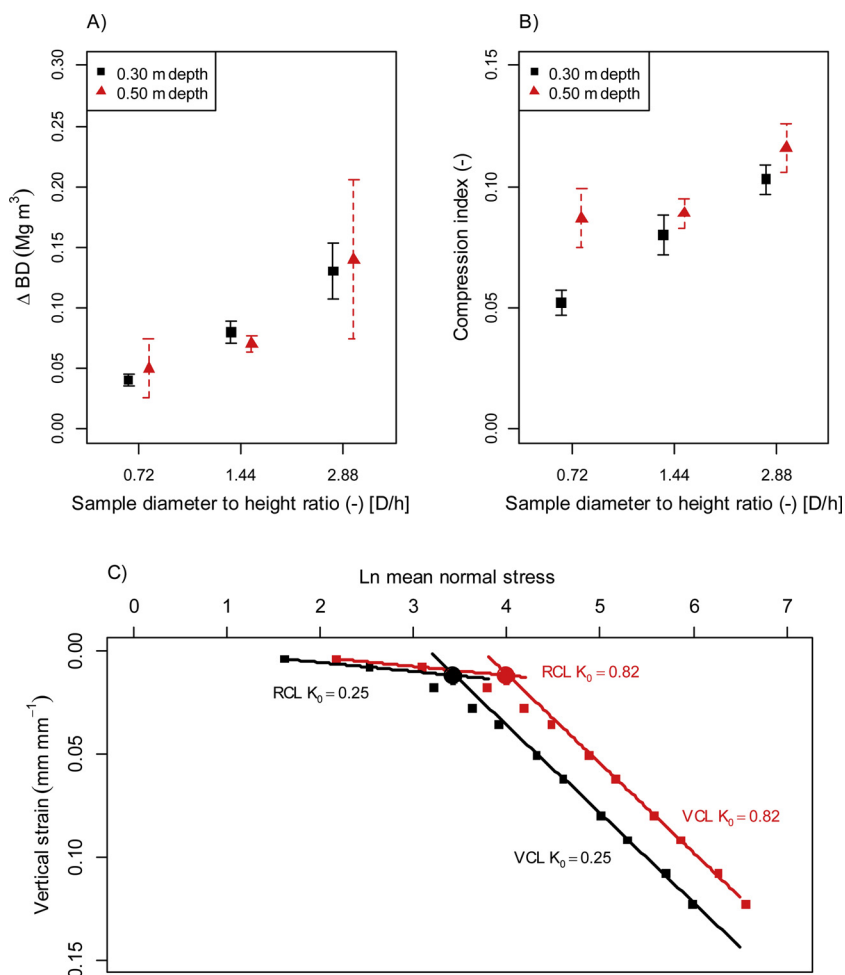 A)
0.30 m depth
0.50 m depth
0.30
0.25
0.20
0.15
0.10
0.05
0.00
Δ BD (Mg m³)
0.72
1.44
2.88
Sample diameter to height ratio (-) [D/h]
B)
0.30 m depth
0.50 m depth
0.15
0.10
0.05
0.00
Compression index (-)
0.72
1.44
2.88
Sample diameter to height ratio (-) [D/h]
C)
Ln mean normal stress
0 1 2 3 4 5 6 7
0.00
0.05
0.10
0.15
Vertical strain (mm mm⁻¹)
RCL K₀ = 0.25
RCL K₀ = 0.82
VCL K₀ = 0.82
VCL K₀ = 0.25